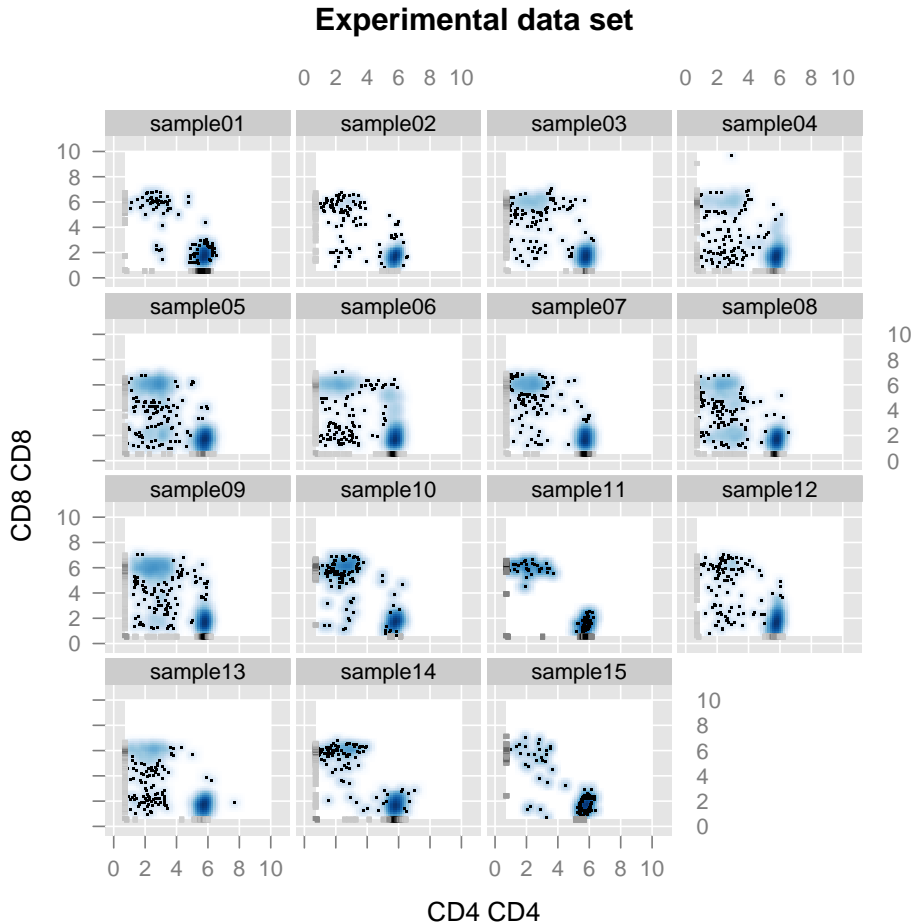 Experimental data set
0 2 4 6 8 10 0 2 4 6 8 10
sample01 sample02 sample03 sample04
10
8
6
4
2
0
sample05 sample06 sample07 sample08
10
8
6
4
2
0
sample09 sample10 sample11 sample12
10
8
6
4
2
0
sample13 sample14 sample15
10
8
6
4
2
0
0 2 4 6 8 10 0 2 4 6 8 10
CD8 CD8
CD4 CD4